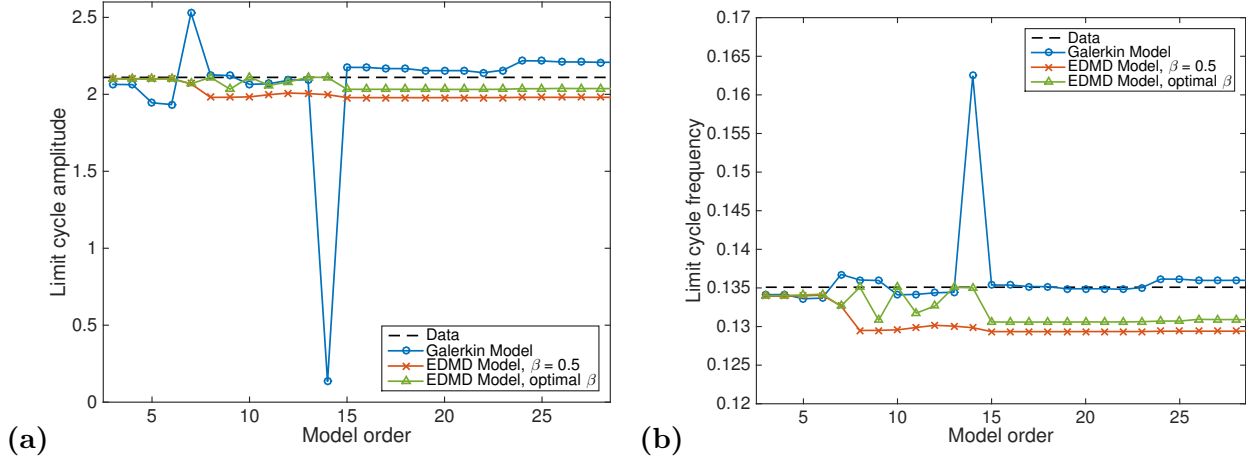 2.5
2
1.5
1
0.5
0
5
10
15
20
25
Limit cycle amplitude
Model order
Data
Galerkin Model
EDMD Model, β = 0.5
EDMD Model, optimal β
(a)
0.17
0.165
0.16
0.155
0.15
0.145
0.14
0.135
0.13
0.125
0.12
5
10
15
20
25
Limit cycle frequency
Model order
Data
Galerkin Model
EDMD Model, β = 0.5
EDMD Model, optimal β
(b)